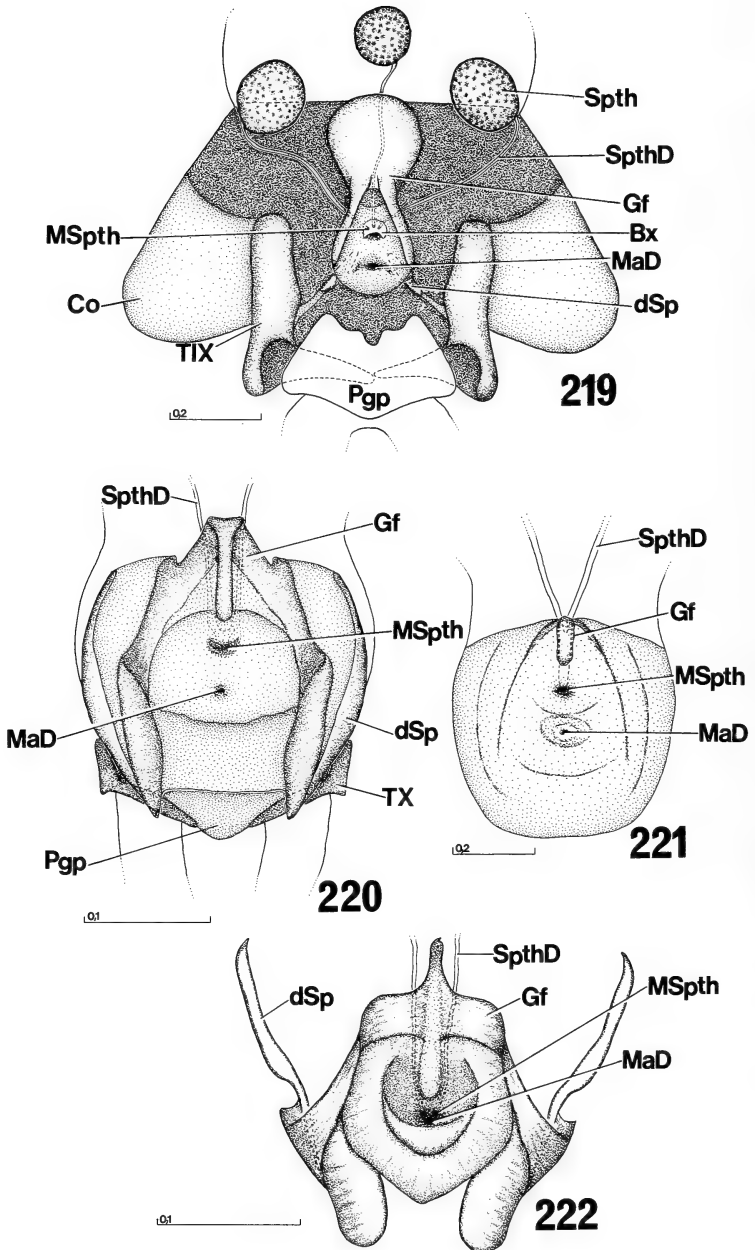 Spth
SpthD
Gf
MSpth
Bx
MaD
Co
dSp
TIX
Pgp
219
0,2
SpthD
Gf
MSpth
MaD
dSp
TX
Pgp
220
0,1
SpthD
Gf
MSpth
MaD
221
0,2
SpthD
dSp
Gf
MSpth
MaD
222
0,1